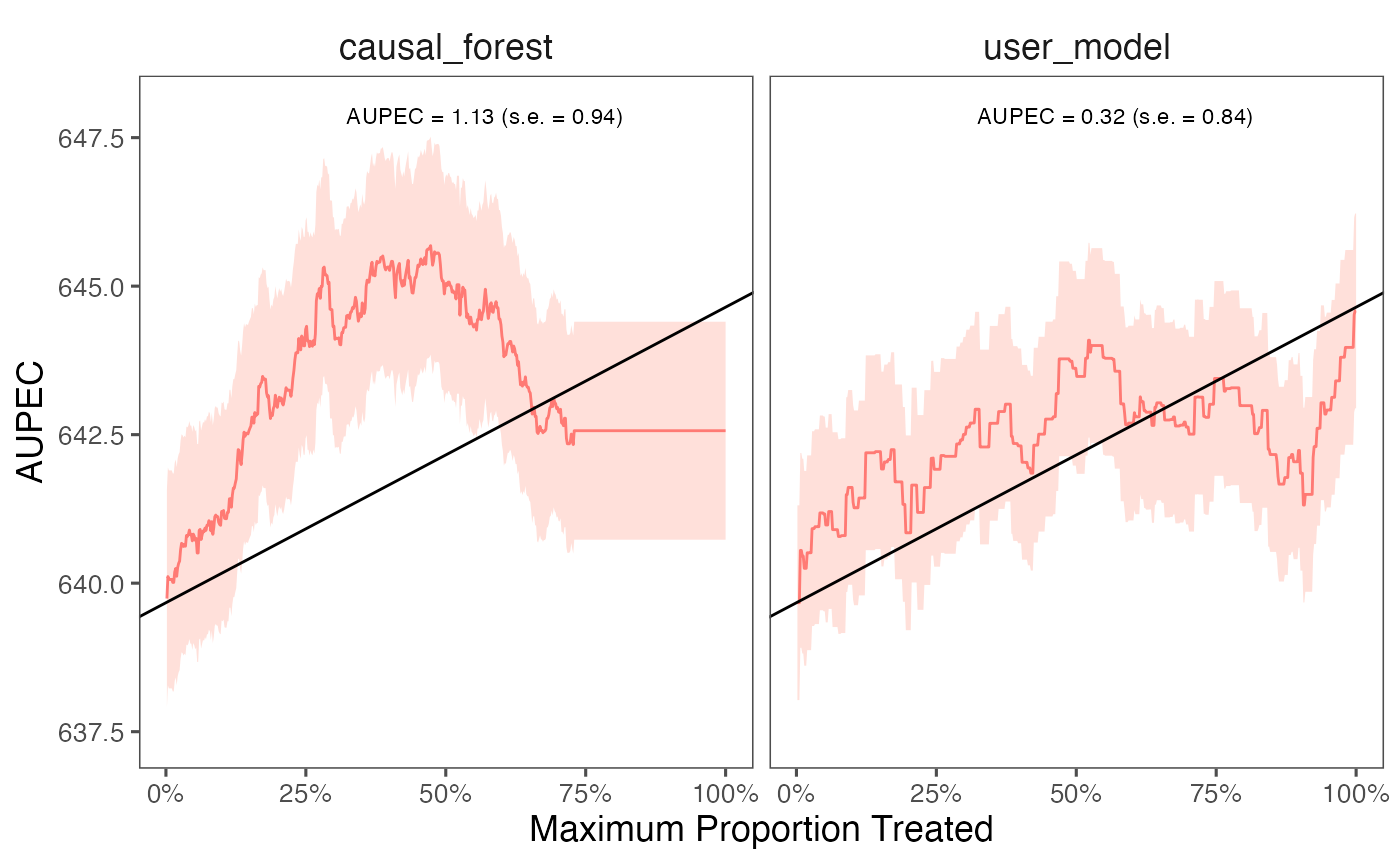 causal_forest
user_model
AUPEC = 1.13 (s.e. = 0.94)
AUPEC = 0.32 (s.e. = 0.84)
AUPEC
647.5
645.0
642.5
640.0
637.5
0% 25% 50% 75% 100%
0% 25% 50% 75% 100%
Maximum Proportion Treated